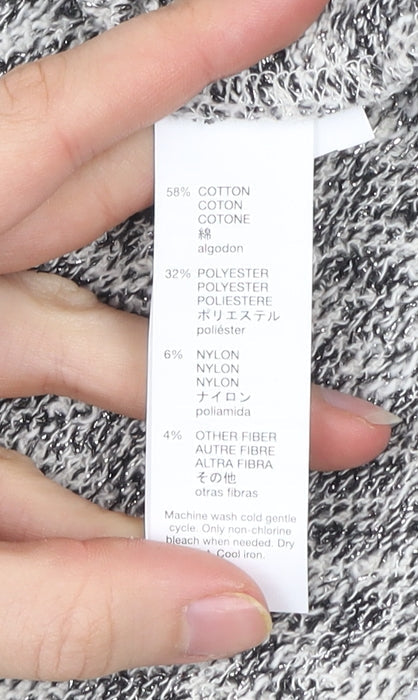 58% COTTON
COTON
COTONE
綿
algodon
32% POLYESTER
POLYESTER
POLIESTERE
ポリエステル
poliéster
6% NYLON
NYLON
NYLON
ナイロン
poliamida
4% OTHER FIBER
AUTRE FIBRE
ALTRA FIBRA
その他
otras fibras
Machine wash cold gentle
cycle. Only non-chlorine
bleach when needed. Dry
Cool iron.